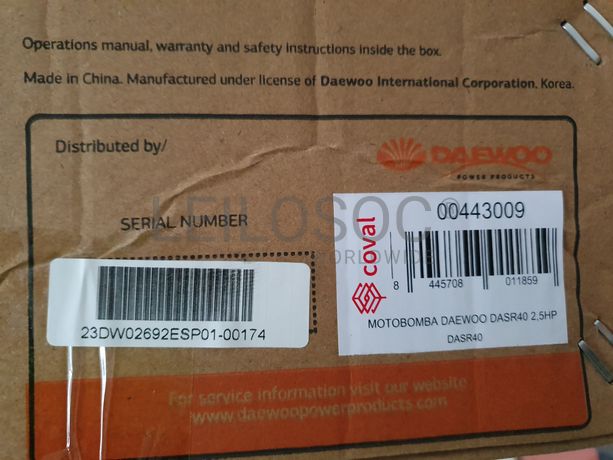 Operations manual, warranty and safety instructions inside the box.
Made in China. Manufactured under license of Daewoo International Corporation, Korea.
Distributed by/
DAEWOO
POWER PRODUCTS
SERIAL NUMBER
LEILOSOC®
WORLDWIDE
23DW02692ESP01-00174
coval
00443009
8 445708 011859
MOTOBOMBA DAEWOO DASR40 2,5HP
DASR40
For service information visit our website
www.daewoopowerproducts.com